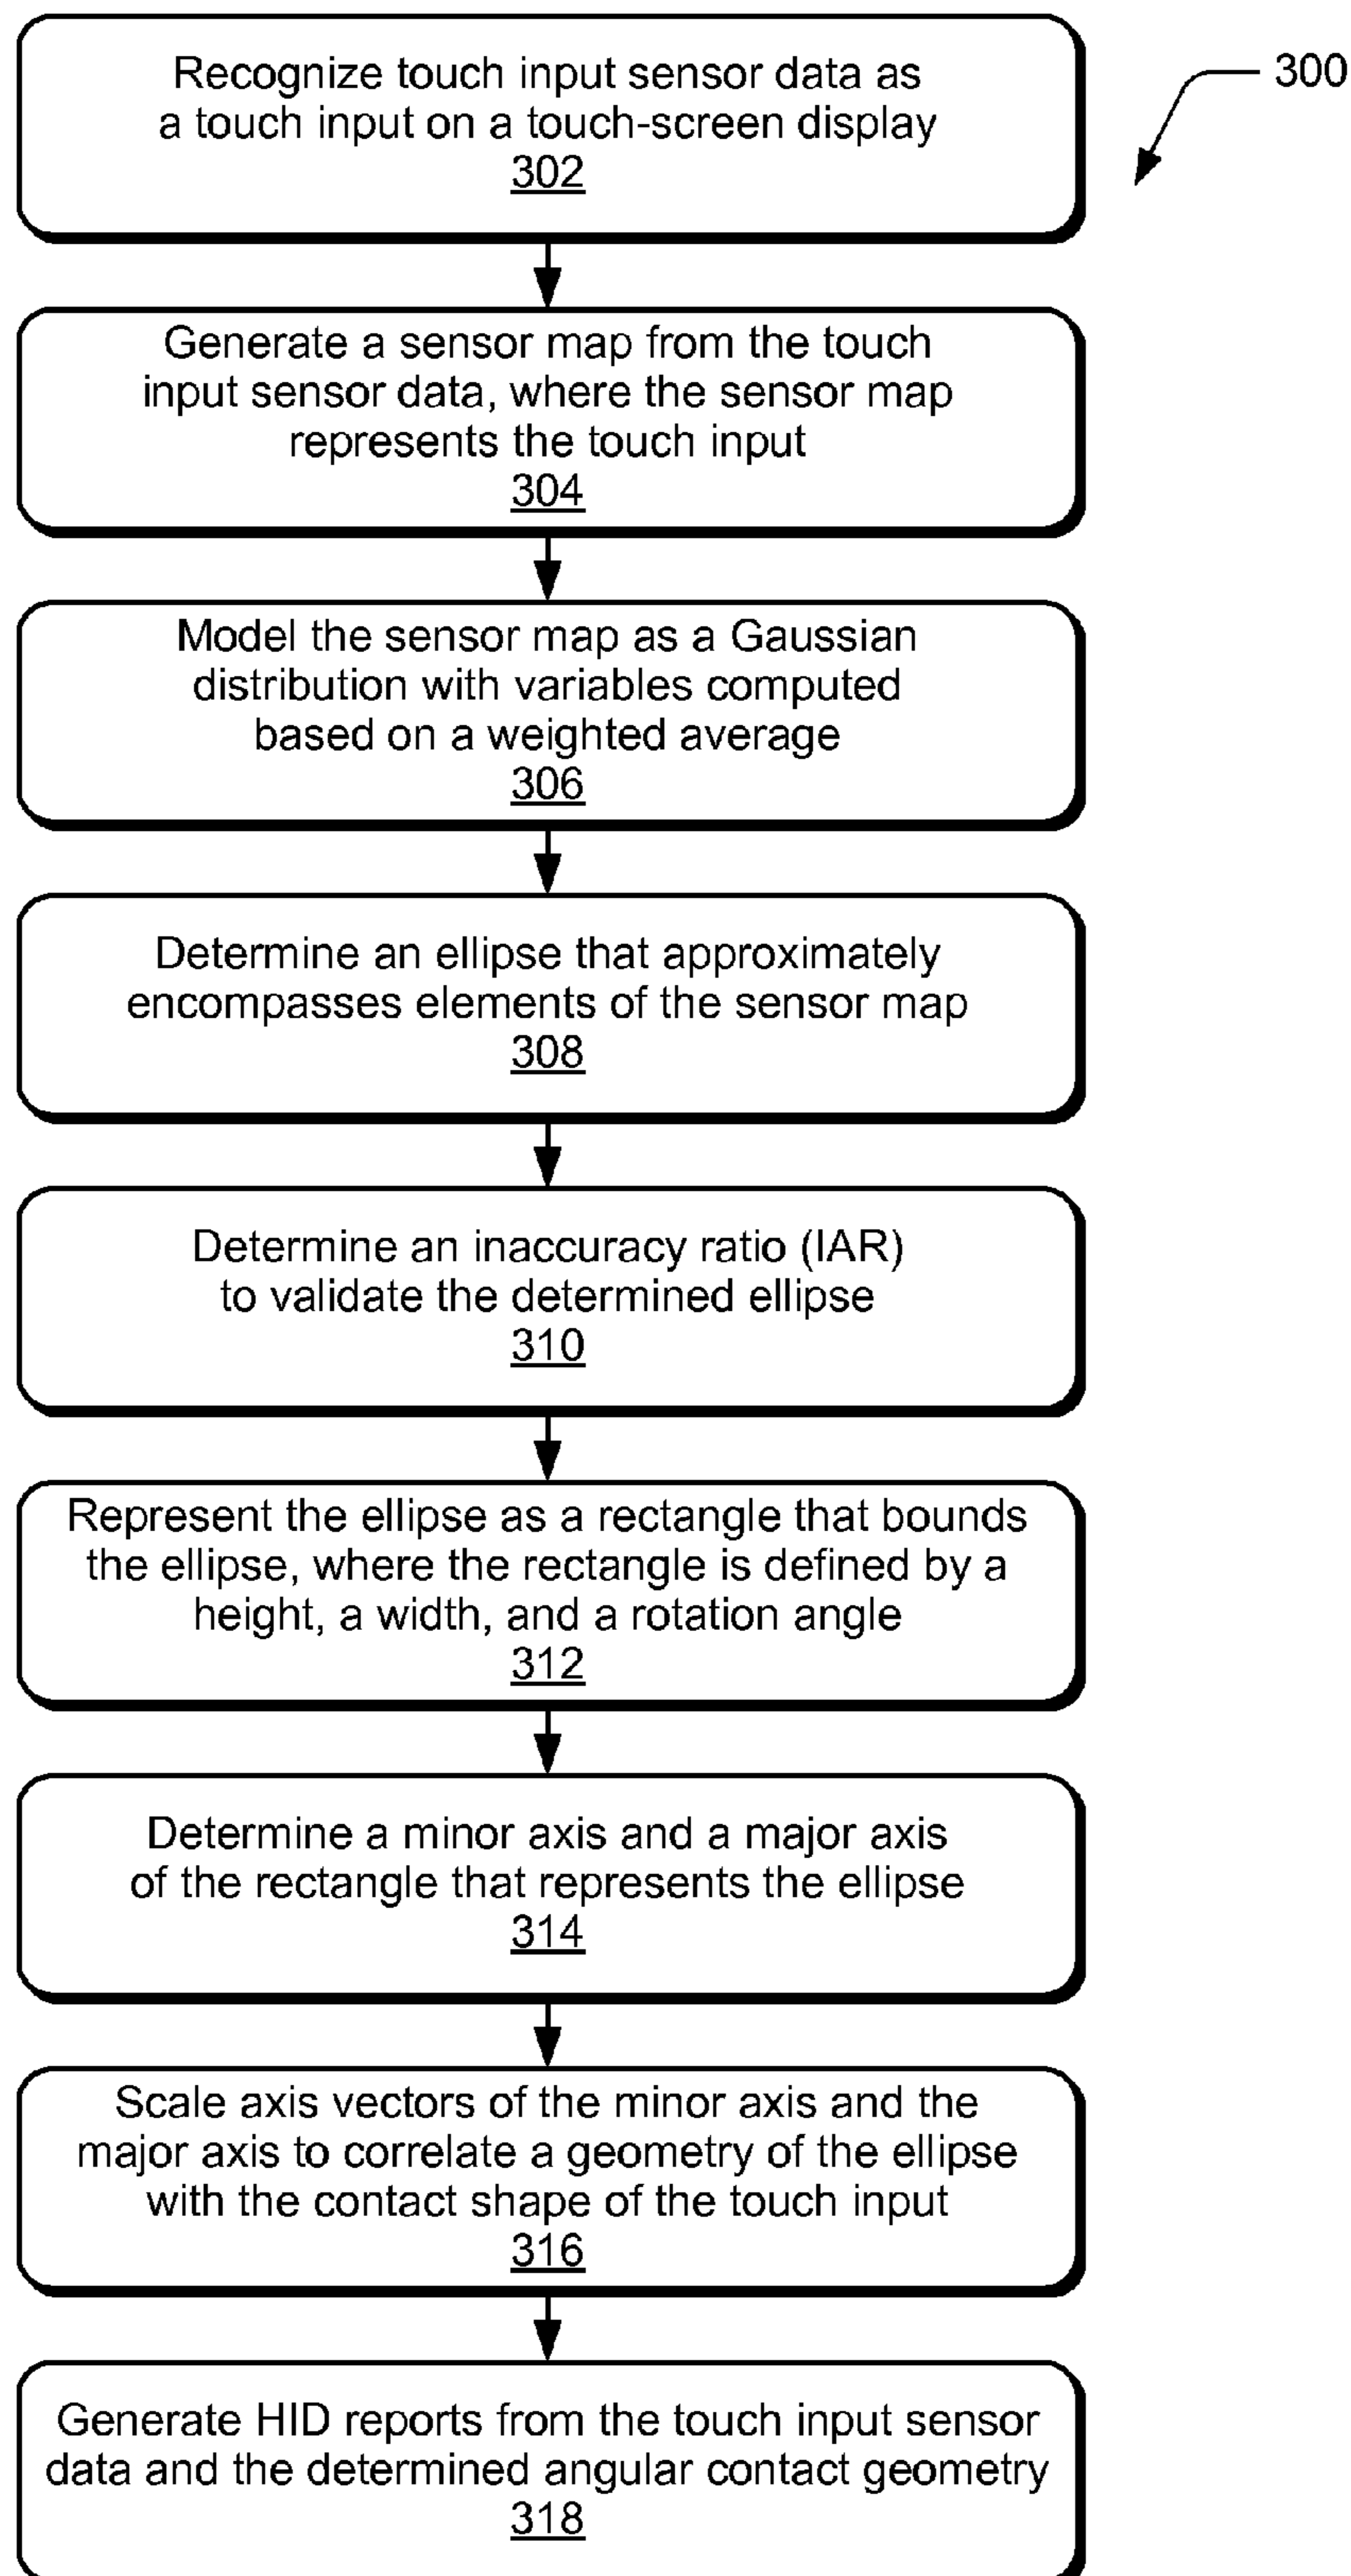 300
Recognize touch input sensor data as
a touch input on a touch-screen display
302
Generate a sensor map from the touch
input sensor data, where the sensor map
represents the touch input
304
Model the sensor map as a Gaussian
distribution with variables computed
based on a weighted average
306
Determine an ellipse that approximately
encompasses elements of the sensor map
308
Determine an inaccuracy ratio (IAR)
to validate the determined ellipse
310
Represent the ellipse as a rectangle that bounds
the ellipse, where the rectangle is defined by a
height, a width, and a rotation angle
312
Determine a minor axis and a major axis
of the rectangle that represents the ellipse
314
Scale axis vectors of the minor axis and the
major axis to correlate a geometry of the ellipse
with the contact shape of the touch input
316
Generate HID reports from the touch input sensor
data and the determined angular contact geometry
318